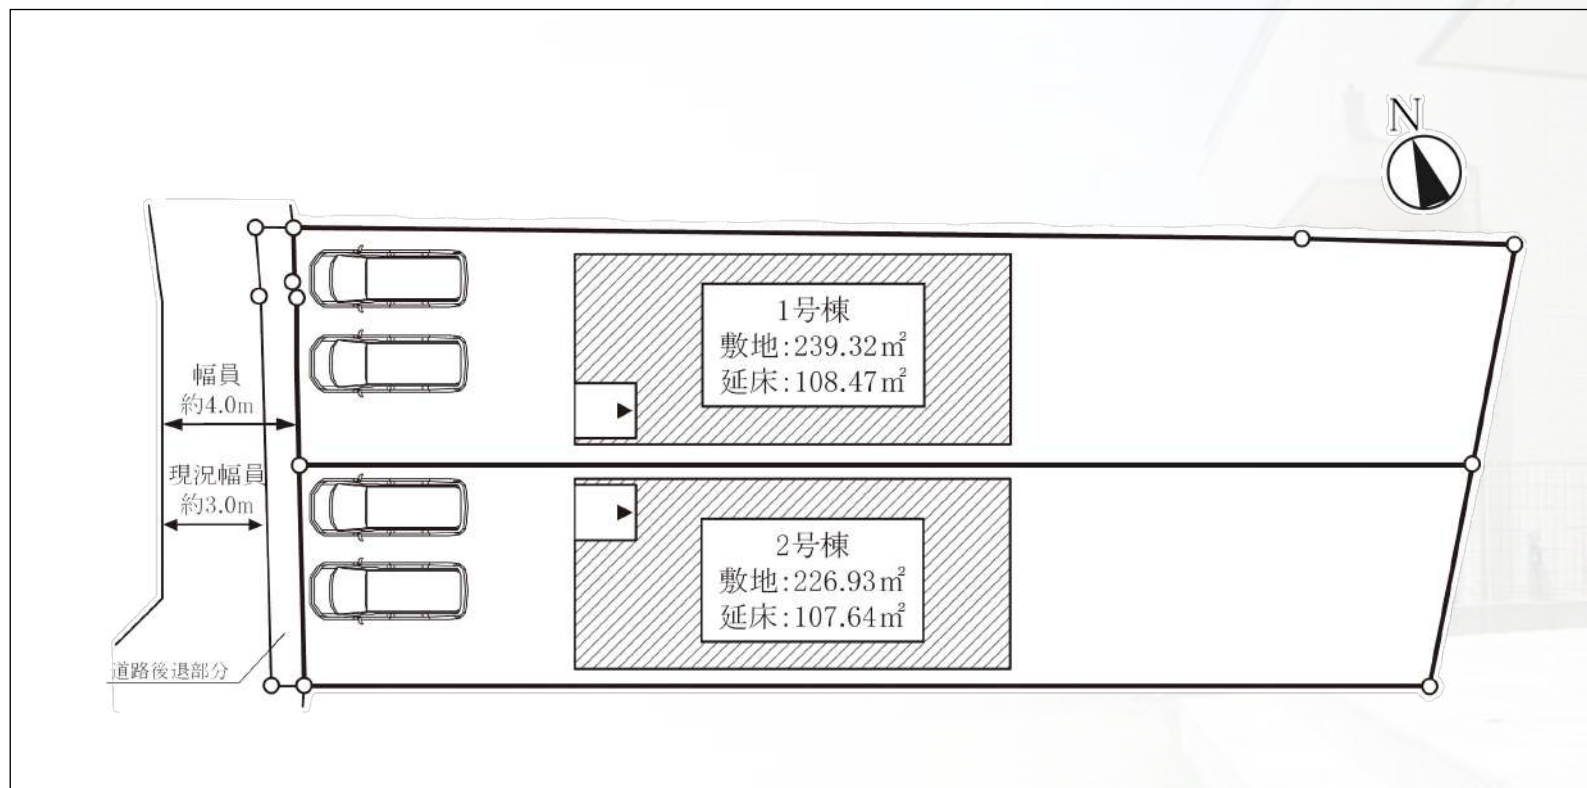 N
1号棟
敷地:239.32㎡
延床:108.47㎡
幅員
約4.0m
現況幅員
約3.0m
2号棟
敷地:226.93㎡
延床:107.64㎡
道路後退部分